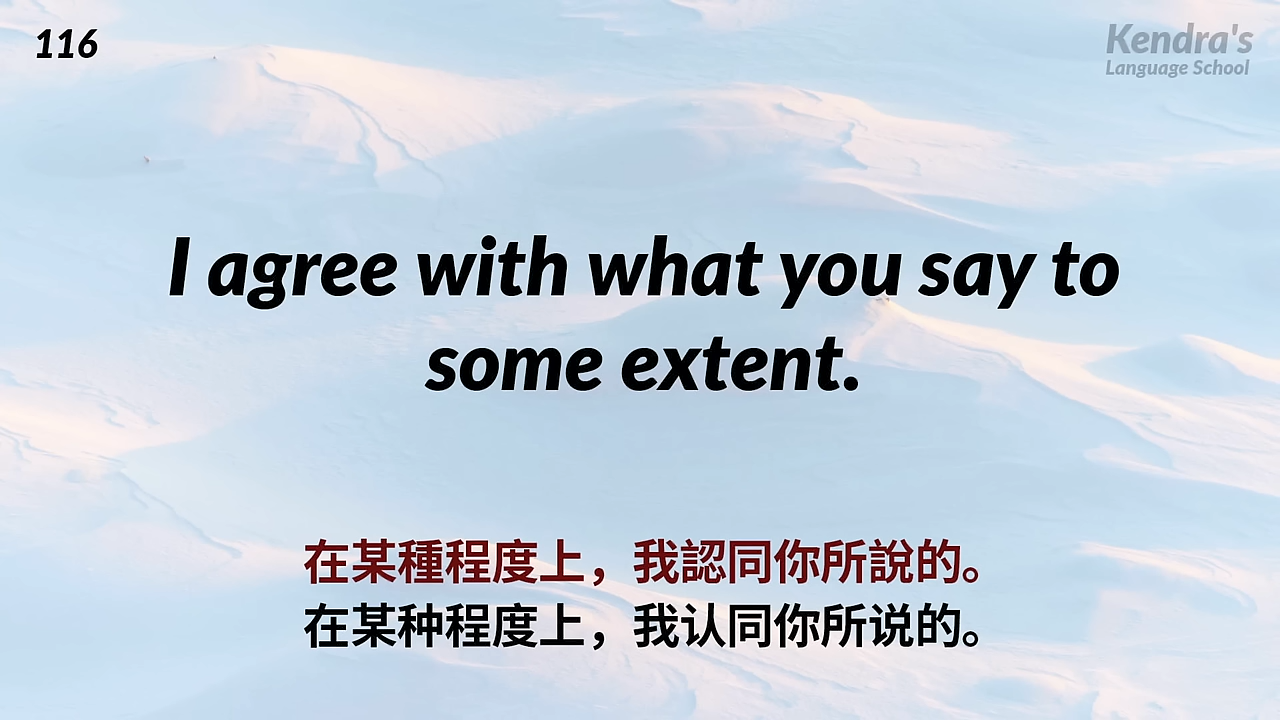 116
Kendra's
Language School
I agree with what you say to
some extent.
在某種程度上，我認同你所說的。
在某种程度上，我认同你所说的。